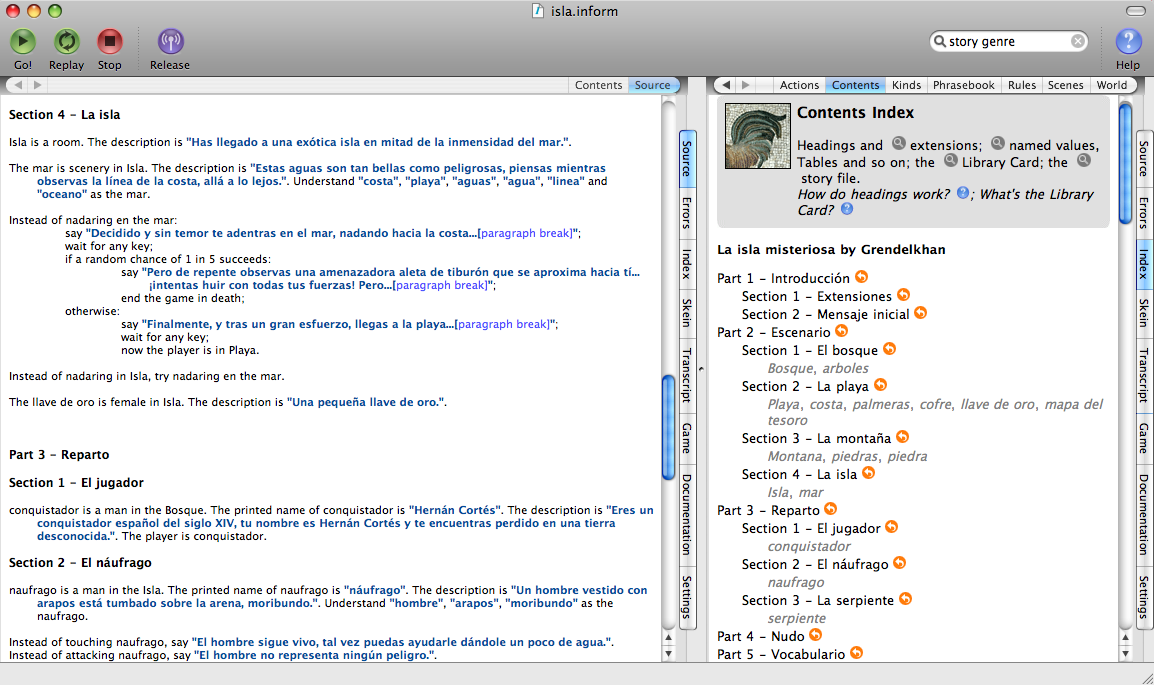 isla.inform
Go!
Replay
Stop
Release
story genre
Help
Contents
Source
Actions
Contents
Kinds
Phrasebook
Rules
Scenes
World
Section 4 - La isla
Isla is a room. The description is "Has llegado a una exótica isla en mitad de la inmensidad del mar.".
The mar is scenery in Isla. The description is "Estas aguas son tan bellas como peligrosas, piensas mientras
observas la línea de la costa, allá a lo lejos.". Understand "costa", "playa", "aguas", "agua", "linea" and
"oceano" as the mar.
Instead of nadaring en the mar:
say "Decidido y sin temor te adentras en el mar, nadando hacia la costa...[paragraph break]";
wait for any key;
if a random chance of 1 in 5 succeeds:
say "Pero de repente observas una amenazadora aleta de tiburón que se aproxima hacia tí...
¡intentas huir con todas tus fuerzas! Pero...[paragraph break]";
end the game in death;
otherwise:
say "Finalmente, y tras un gran esfuerzo, llegas a la playa...[paragraph break]";
wait for any key;
now the player is in Playa.
Instead of nadaring in Isla, try nadaring en the mar.
The llave de oro is female in Isla. The description is "Una pequeña llave de oro.".
Part 3 - Reparto
Section 1 - El jugador
conquistador is a man in the Bosque. The printed name of conquistador is "Hernán Cortés". The description is "Eres un
conquistador español del siglo XIV, tu nombre es Hernán Cortés y te encuentras perdido en una tierra
desconocida.". The player is conquistador.
Section 2 - El náufrago
naufrago is a man in the Isla. The printed name of naufrago is "náufrago". The description is "Un hombre vestido con
arapos está tumbado sobre la arena, moribundo.". Understand "hombre", "arapos", "moribundo" as the
naufrago.
Instead of touching naufrago, say "El hombre sigue vivo, tal vez puedas ayudarle dándole un poco de agua.".
Instead of attacking naufrago, say "El hombre no representa ningún peligro.".
Source
Errors
Index
Skein
Transcript
Game
Documentation
Settings
Contents Index
Headings and extensions; named values,
Tables and so on; the Library Card; the
story file.
How do headings work? ?; What's the Library
Card? ?
La isla misteriosa by Grendelkhan
Part 1 - Introducción
Section 1 - Extensiones
Section 2 - Mensaje inicial
Part 2 - Escenario
Section 1 - El bosque
Bosque, arboles
Section 2 - La playa
Playa, costa, palmeras, cofre, llave de oro, mapa del
tesoro
Section 3 - La montaña
Montana, piedras, piedra
Section 4 - La isla
Isla, mar
Part 3 - Reparto
Section 1 - El jugador
conquistador
Section 2 - El náufrago
naufrago
Section 3 - La serpiente
serpiente
Part 4 - Nudo
Part 5 - Vocabulario
Source
Errors
Index
Skein
Transcript
Game
Documentation
Settings